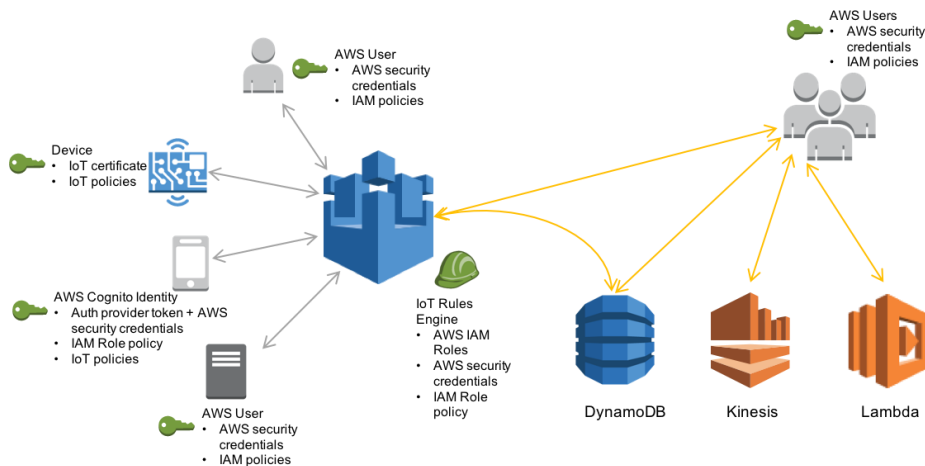 AWS User
• AWS security
credentials
• IAM policies
AWS Users
• AWS security
credentials
• IAM policies
Device
• IoT certificate
• IoT policies
AWS Cognito Identity
• Auth provider token + AWS
security credentials
• IAM Role policy
• IoT policies
AWS User
• AWS security
credentials
• IAM policies
IoT Rules
Engine
• AWS IAM
Roles
• AWS security
credentials
• IAM Role
policy
DynamoDB
Kinesis
Lambda